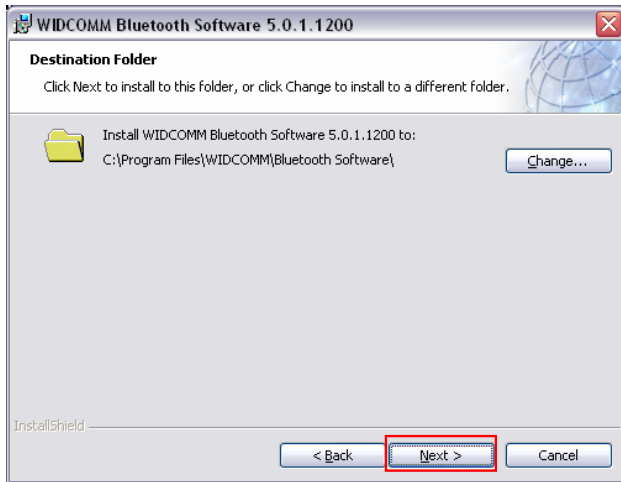 WIDCOMM Bluetooth Software 5.0.1.1200
Destination Folder
Click Next to install to this folder, or click Change to install to a different folder.
Install WIDCOMM Bluetooth Software 5.0.1.1200 to:
C:\Program Files\WIDCOMM\Bluetooth Software\
Change...
InstallShield
< Back Next > Cancel